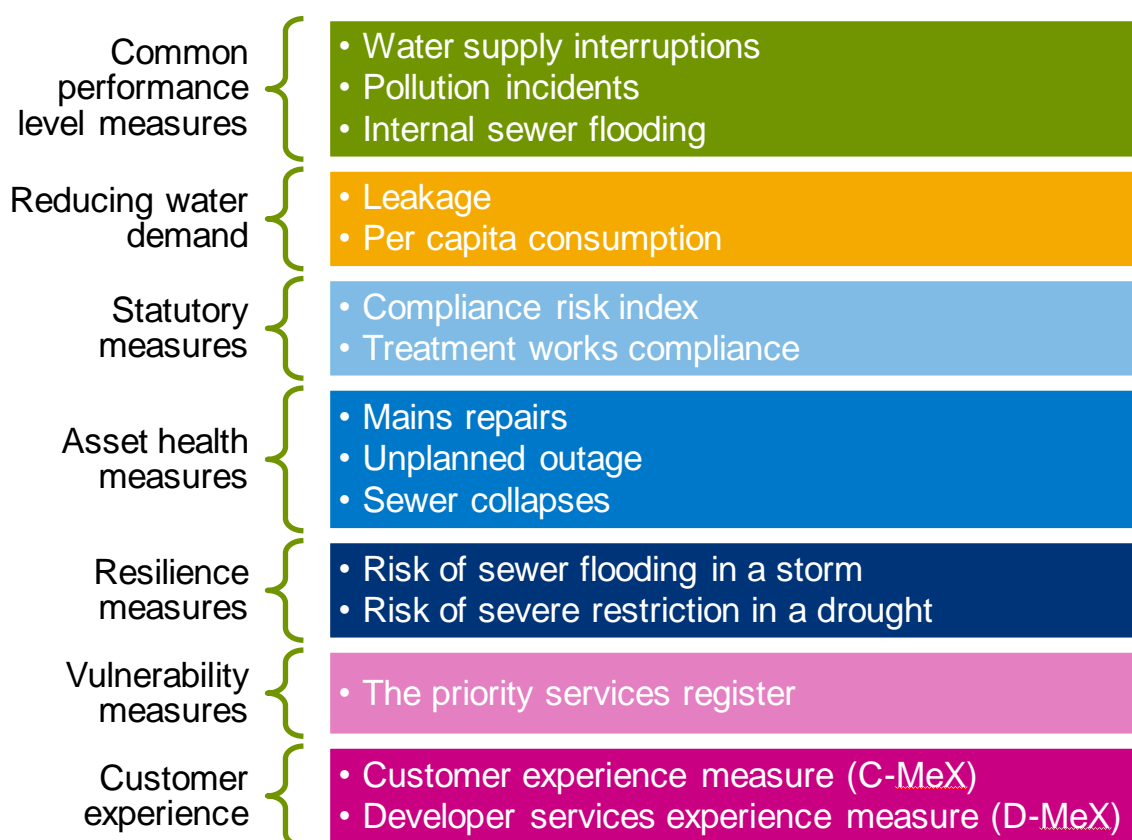 Common
performance
level measures
• Water supply interruptions
• Pollution incidents
• Internal sewer flooding
Reducing water
demand
• Leakage
• Per capita consumption
Statutory
measures
• Compliance risk index
• Treatment works compliance
Asset health
measures
• Mains repairs
• Unplanned outage
• Sewer collapses
Resilience
measures
• Risk of sewer flooding in a storm
• Risk of severe restriction in a drought
Vulnerability
measures
• The priority services register
Customer
experience
• Customer experience measure (C-MeX)
• Developer services experience measure (D-MeX)